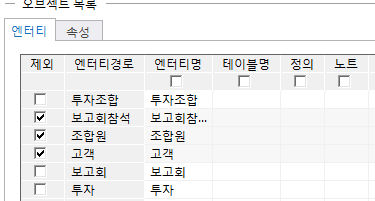 오브젝트 목록
엔터티 속성
제외 엔터티경로 엔터티명 테이블명 정의 노트
투자조합 투자조합
보고회참석 보고회참...
조합원 조합원
고객 고객
보고회 보고회
투자 투자